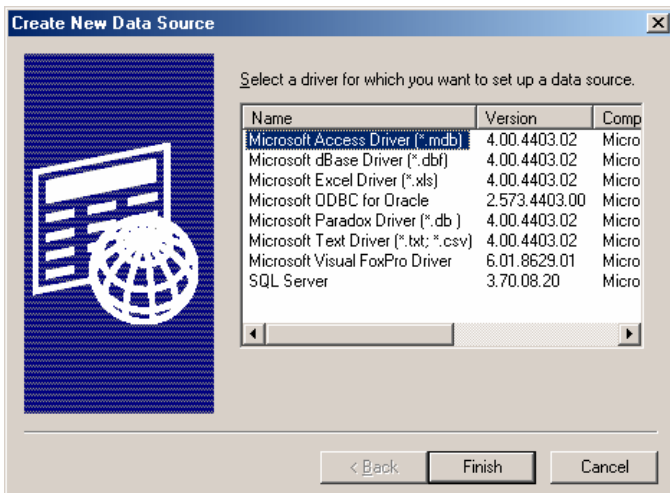 Create New Data Source
Select a driver for which you want to set up a data source.
Name Version Comp
Microsoft Access Driver (*.mdb) 4.00.4403.02 Micro
Microsoft dBase Driver (*.dbf) 4.00.4403.02 Micro
Microsoft Excel Driver (*.xls) 4.00.4403.02 Micro
Microsoft ODBC for Oracle 2.573.4403.00 Micro
Microsoft Paradox Driver (*.db ) 4.00.4403.02 Micro
Microsoft Text Driver (*.txt; *.csv) 4.00.4403.02 Micro
Microsoft Visual FoxPro Driver 6.01.8629.01 Micro
SQL Server 3.70.08.20 Micro
< Back Finish Cancel